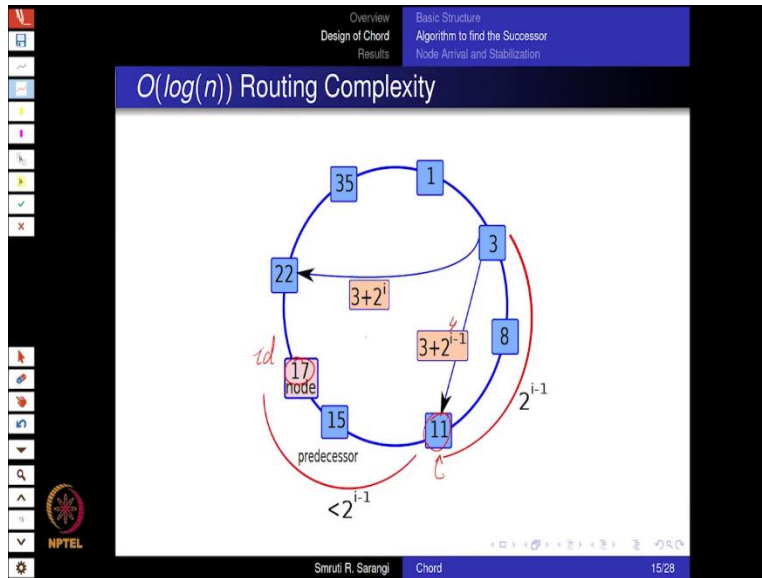 Overview
Design of Chord
Results
Basic Structure
Algorithm to find the Successor
Node Arrival and Stabilization
O(log(n)) Routing Complexity
35
1
3
22
3+2^i
4
3+2^i-1
8
id
17
node
15
11
2^i-1
predecessor
<2^i-1
NPTEL
Smruti R. Sarangi
Chord
15/28